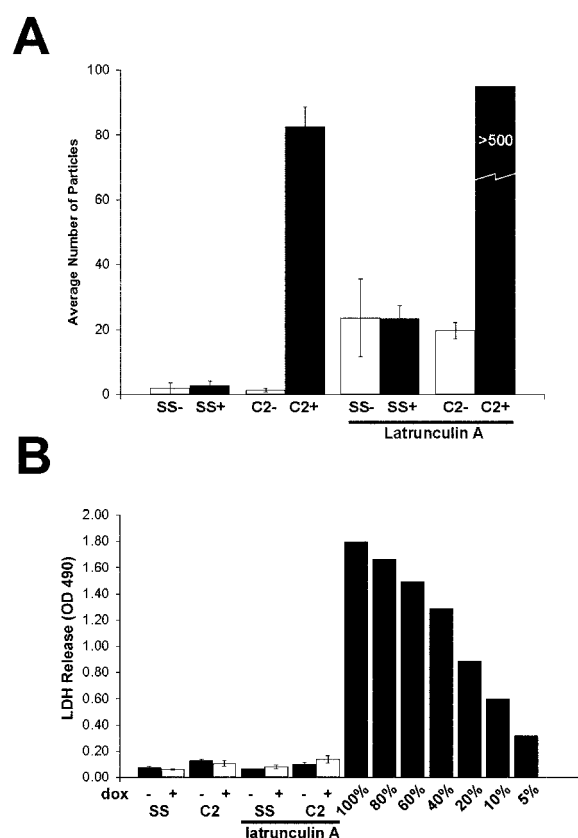 A
Average Number of Particles
100
80
60
40
20
0
>500
SS- SS+ C2- C2+ SS- SS+ C2- C2+
Latrunculin A
B
LDH Release (OD 490)
2.00
1.80
1.60
1.40
1.20
1.00
0.80
0.60
0.40
0.20
0.00
dox - + - + - + - + 100% 80% 60% 40% 20% 10% 5%
SS C2 SS C2
latrunculin A